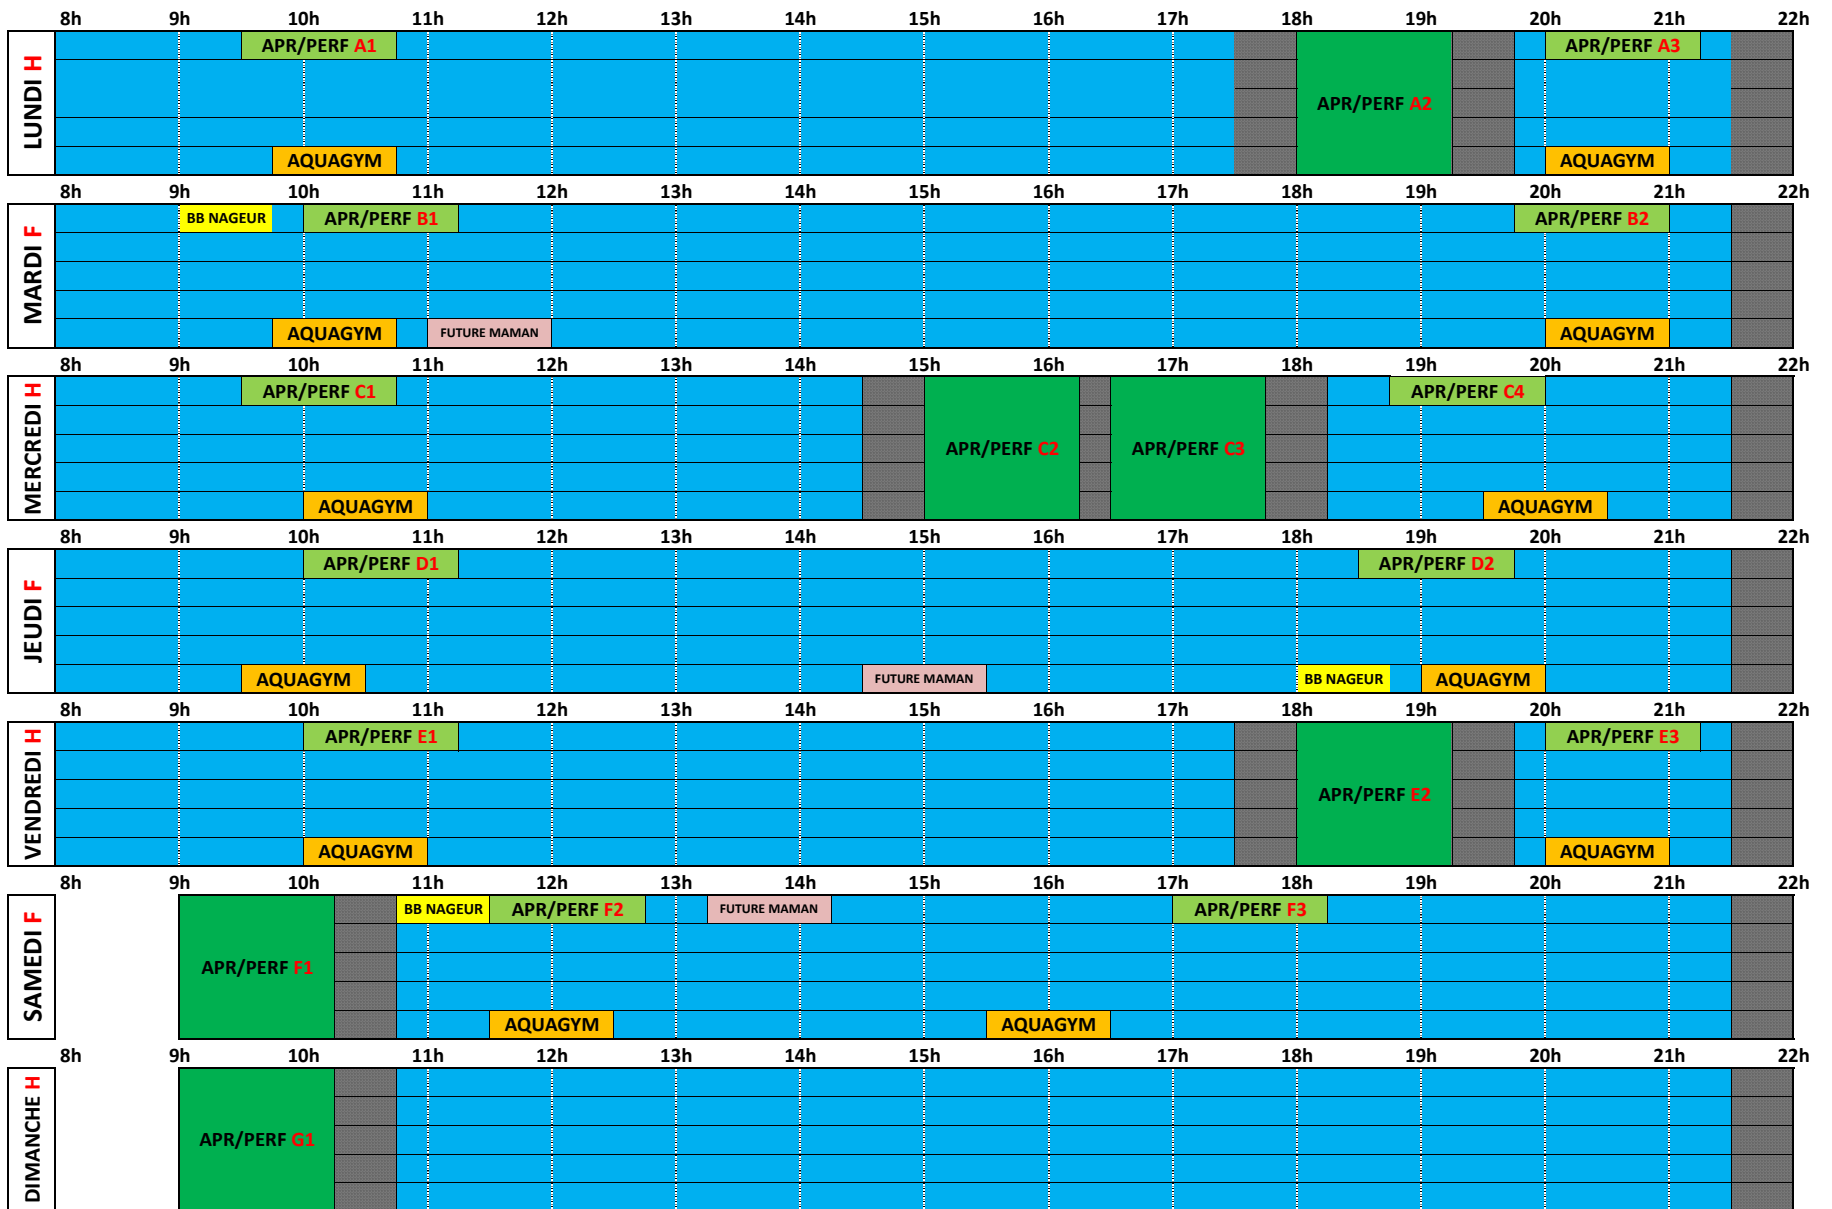 8h 9h 10h 11h 12h 13h 14h 15h 16h 17h 18h 19h 20h 21h 22h
LUNDI H
APR/PERF A1
APR/PERF A3
APR/PERF A2
AQUAGYM
AQUAGYM
8h 9h 10h 11h 12h 13h 14h 15h 16h 17h 18h 19h 20h 21h 22h
MARDI F
BB NAGEUR
APR/PERF B1
APR/PERF B2
AQUAGYM
FUTURE MAMAN
AQUAGYM
8h 9h 10h 11h 12h 13h 14h 15h 16h 17h 18h 19h 20h 21h 22h
MERCREDI H
APR/PERF C1
APR/PERF C4
APR/PERF C2
APR/PERF C3
AQUAGYM
AQUAGYM
8h 9h 10h 11h 12h 13h 14h 15h 16h 17h 18h 19h 20h 21h 22h
JEUDI F
APR/PERF D1
APR/PERF D2
AQUAGYM
FUTURE MAMAN
BB NAGEUR
AQUAGYM
8h 9h 10h 11h 12h 13h 14h 15h 16h 17h 18h 19h 20h 21h 22h
VENDREDI H
APR/PERF E1
APR/PERF E3
APR/PERF E2
AQUAGYM
AQUAGYM
8h 9h 10h 11h 12h 13h 14h 15h 16h 17h 18h 19h 20h 21h 22h
SAMEDI F
BB NAGEUR
APR/PERF F2
FUTURE MAMAN
APR/PERF F3
APR/PERF F1
AQUAGYM
AQUAGYM
8h 9h 10h 11h 12h 13h 14h 15h 16h 17h 18h 19h 20h 21h 22h
DIMANCHE H
APR/PERF G1